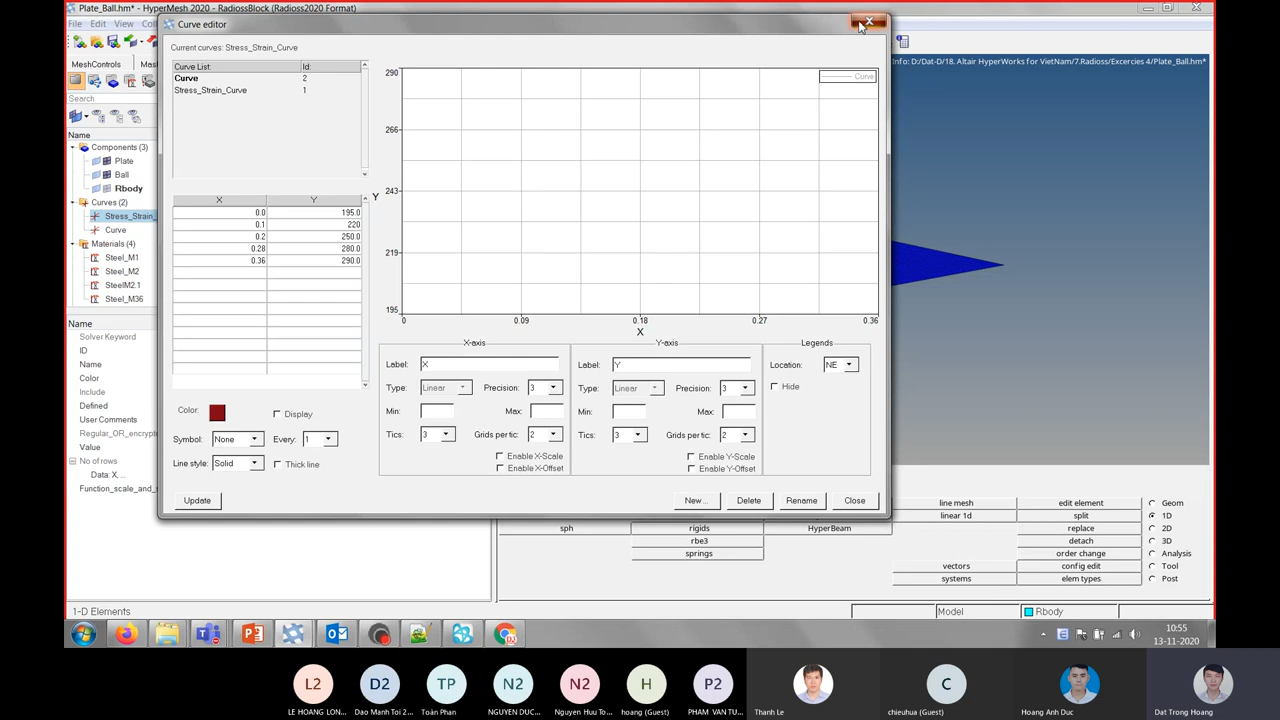 Plate_Ball.hm* - HyperMesh 2020 - RadiossBlock (Radioss2020 Format)
File Edit View
Curve editor
MeshControls
Current curves: Stress_Strain_Curve
Curve List: Id:
Curve 2
Stress_Strain_Curve 1
Info: D:/Dat-D/18. Altair HyperWorks for VietNam/7.Radioss/Excercies 4/Plate_Ball.hm*
Search
Name
Components (3)
Plate
Ball
Rbody
Curves (2)
Stress_Strain_
Curve
Materials (4)
Steel_M1
Steel_M2
SteelM2.1
Steel_M36
X Y
0.0 195.0
0.1 220
0.2 250.0
0.28 280.0
0.36 290.0
Y
290
266
243
219
195
0 0.09 0.18 0.27 0.36
X
Curve
Name
Solver Keyword
ID
Name
Color
Include
Defined
User Comments
Regular_OR_encrypte
Value
No of rows
Data: X,...
Function_scale_and_s
Color: Display
Symbol: None Every: 1
Line style: Solid Thick line
X-axis
Label: X
Type: Linear Precision: 3
Min: Max:
Tics: 3 Grids per tic: 2
Enable X-Scale
Enable X-Offset
Y-axis
Label: Y
Type: Linear Precision: 3
Min: Max:
Tics: 3 Grids per tic: 2
Enable Y-Scale
Enable Y-Offset
Legends
Location: NE
Hide
Update New... Delete Rename Close
line mesh edit element Geom
linear 1d split 1D
sph rigids HyperBeam replace 2D
rbe3 detach 3D
springs order change Analysis
vectors config edit Tool
systems elem types Post
1-D Elements Model Rbody
10:55
13-11-2020
L2 D2 TP N2 N2 H P2 C
LE HOANG LON... Dao Manh Toi 2... Toán Phan NGUYEN DUC... Nguyen Huu To... hoang (Guest) PHAM VAN TU... Thanh Le chieuhua (Guest) Hoang Anh Duc Dat Trong Hoang